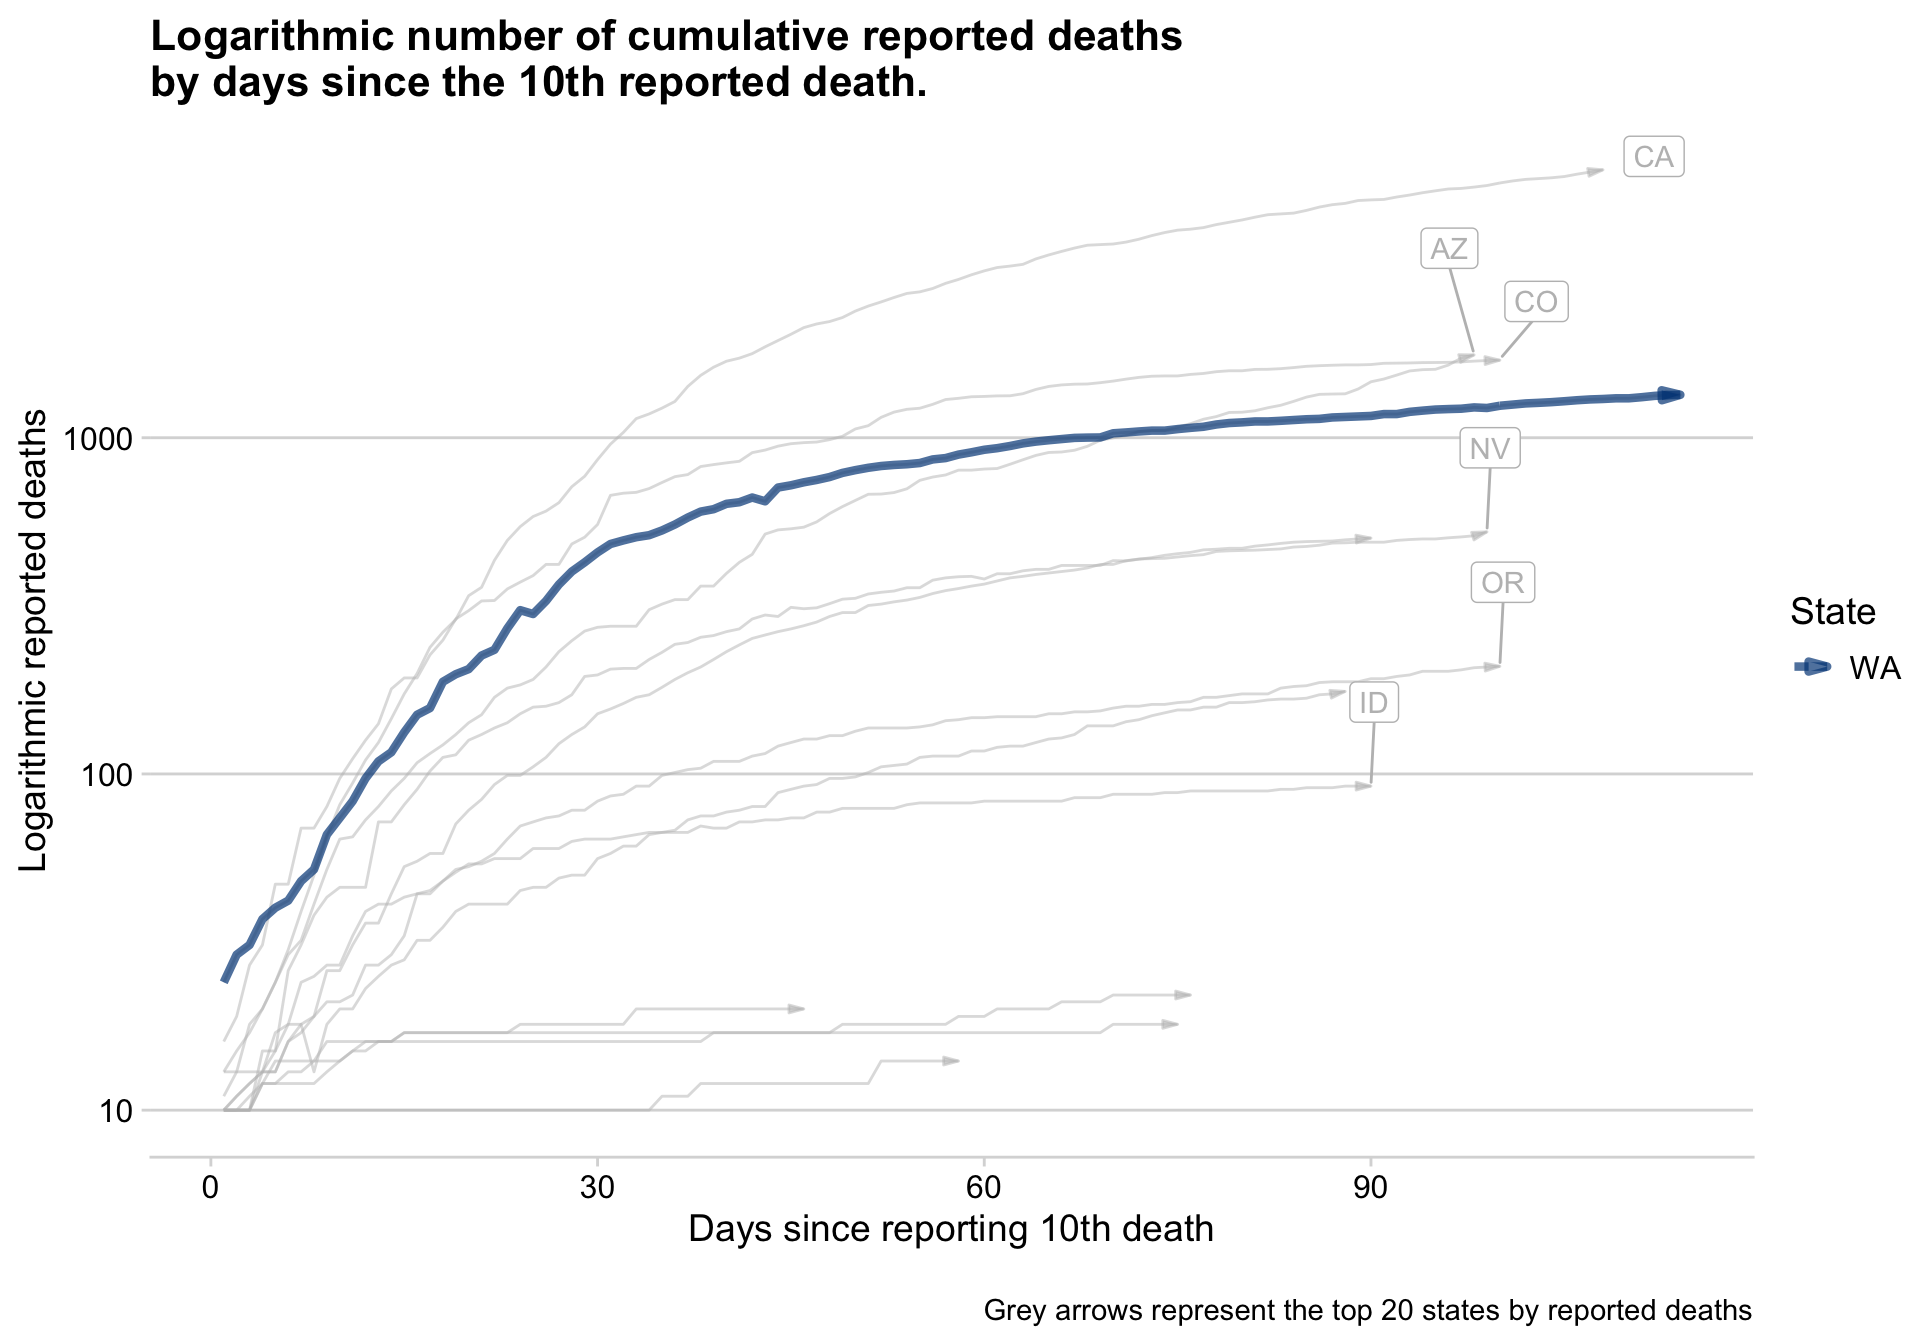 Logarithmic number of cumulative reported deaths
by days since the 10th reported death.
CA
AZ
CO
NV
OR
ID
1000
100
10
Logarithmic reported deaths
0 30 60 90
Days since reporting 10th death
State
WA
Grey arrows represent the top 20 states by reported deaths